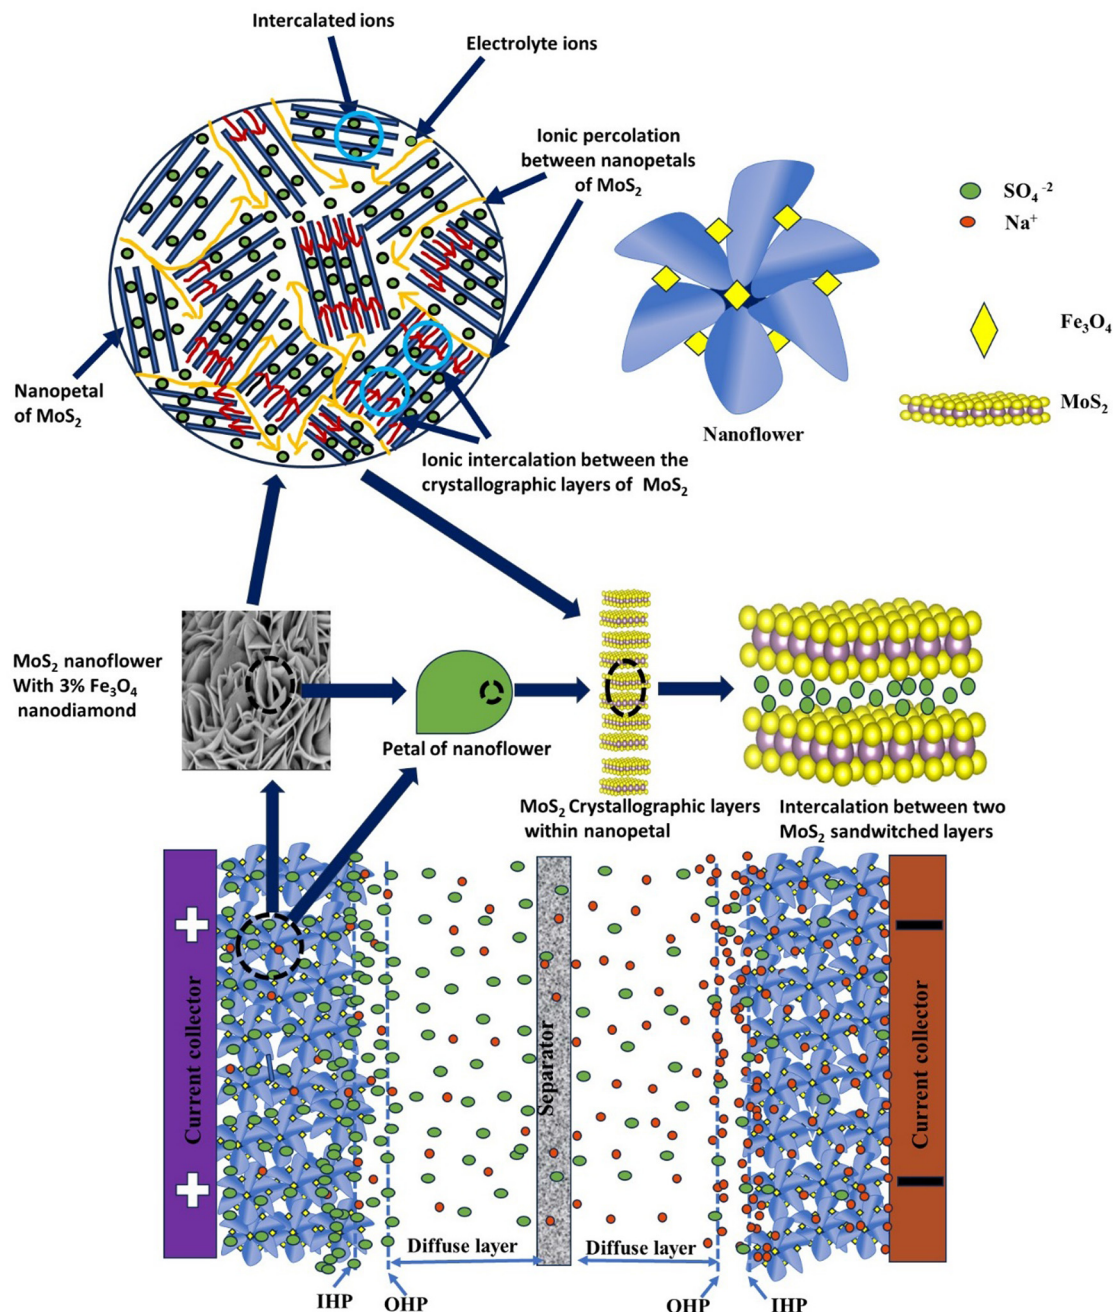 Intercalated ions
Electrolyte ions
Ionic percolation
between nanopetals
of MoS₂
SO₄⁻²
Na⁺
Fe₃O₄
MoS₂
Nanopetal
of MoS₂
Nanoflower
Ionic intercalation between the
crystallographic layers of MoS₂
MoS₂ nanoflower
With 3% Fe₃O₄
nanodiamond
Petal of nanoflower
MoS₂ Crystallographic layers
within nanopetal
Intercalation between two
MoS₂ sandwitched layers
Current collector
Separator
Current collector
Diffuse layer
Diffuse layer
IHP
OHP
OHP
IHP